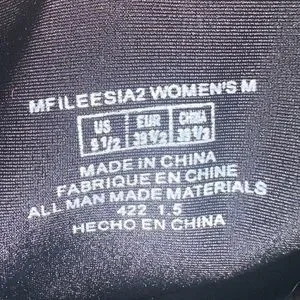 MFILEESIA2 WOMEN'S M
US EUR CHINA
9 1/2 39 1/2 39 1/2
MADE IN CHINA
FABRIQUE EN CHINE
ALL MAN MADE MATERIALS
422 1.5
HECHO EN CHINA